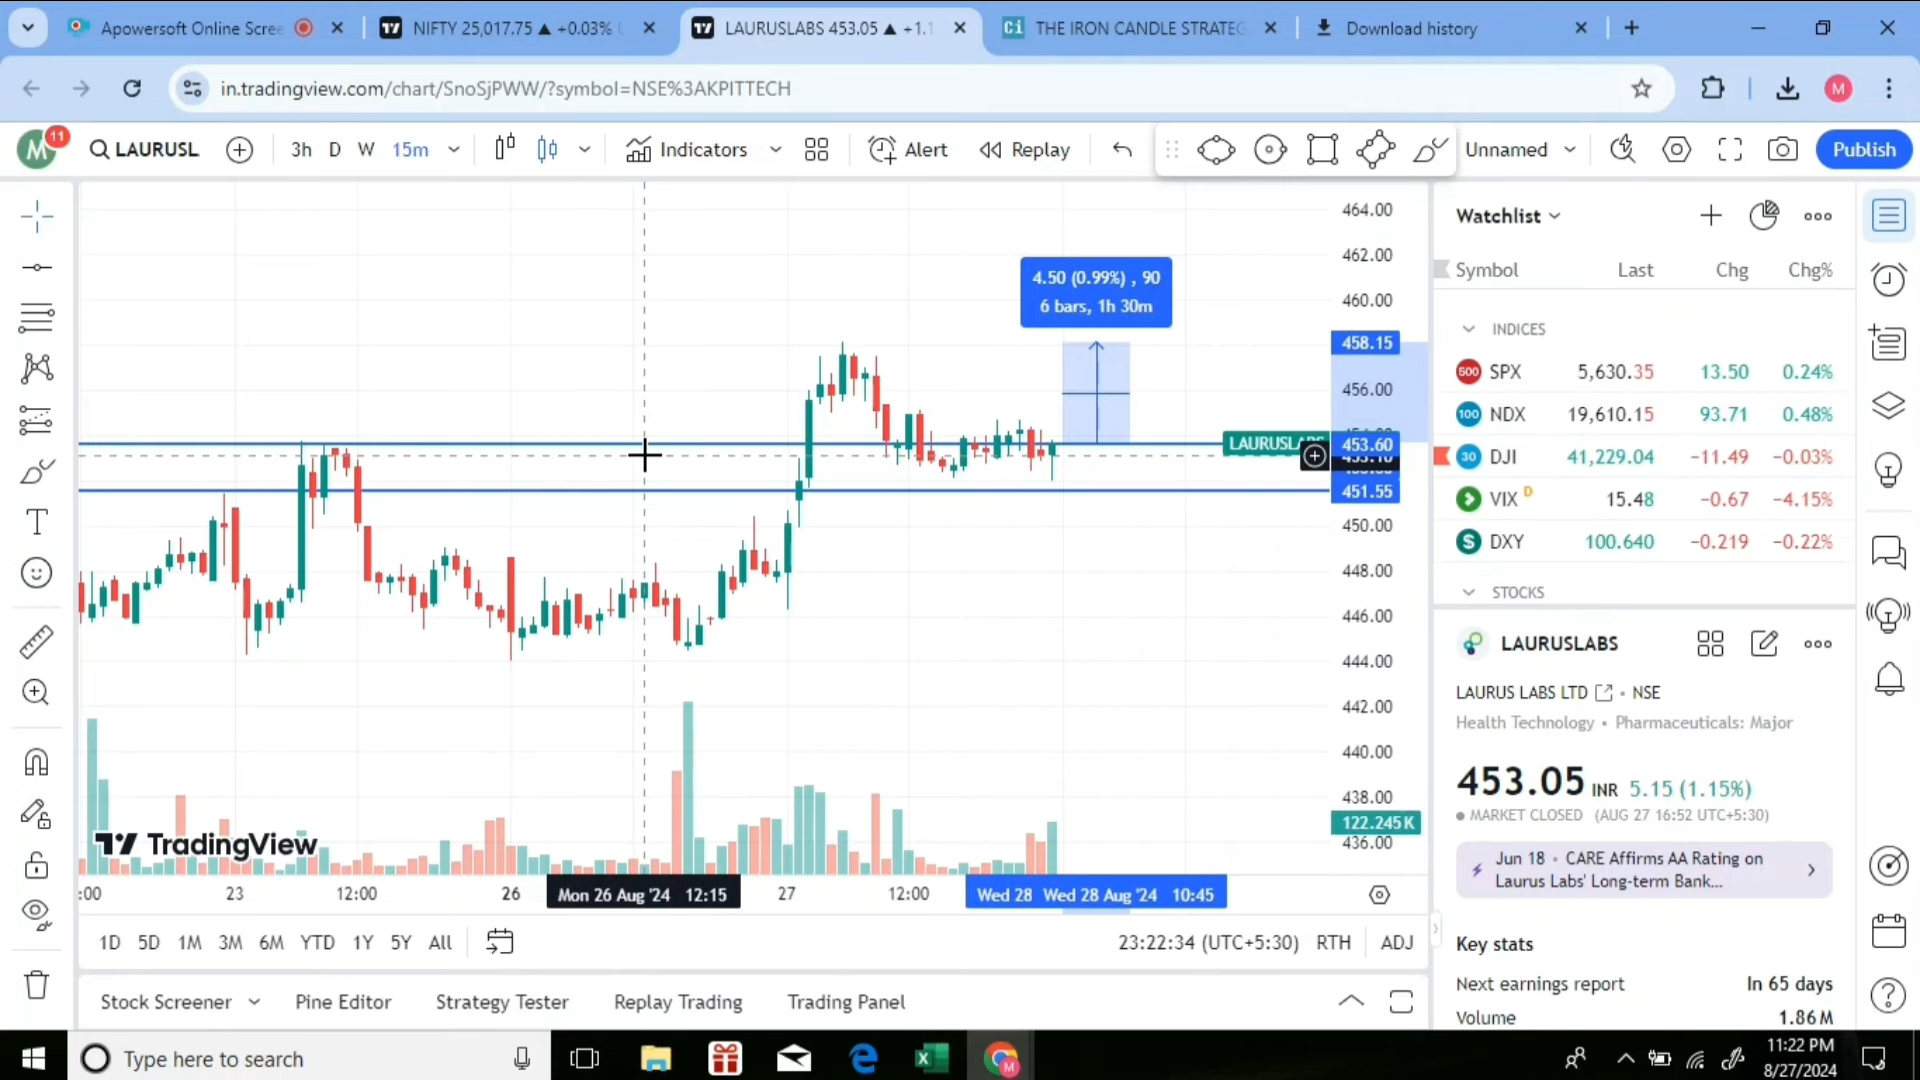 Apowersoft Online Scree
NIFTY 25,017.75 ▲ +0.03%
LAURUSLABS 453.05 ▲ +1.1
THE IRON CANDLE STRATEG
Download history
in.tradingview.com/chart/SnoSjPWW/?symbol=NSE%3AKPITTECH
M
M
11
LAURUSL
3h D W 15m
Indicators
Alert
Replay
Unnamed
Publish
464.00
462.00
460.00
458.15
456.00
453.60
451.55
450.00
448.00
446.00
444.00
442.00
440.00
438.00
122.245K
436.00
4.50 (0.99%) , 90
6 bars, 1h 30m
TradingView
:00 23 12:00 26 Mon 26 Aug '24 12:15 27 12:00 Wed 28 Wed 28 Aug '24 10:45
1D 5D 1M 3M 6M YTD 1Y 5Y All
23:22:34 (UTC+5:30) RTH ADJ
Stock Screener Pine Editor Strategy Tester Replay Trading Trading Panel
Watchlist
Symbol Last Chg Chg%
INDICES
500 SPX 5,630.35 13.50 0.24%
100 NDX 19,610.15 93.71 0.48%
30 DJI 41,229.04 −11.49 −0.03%
VIX D 15.48 −0.67 −4.15%
S DXY 100.640 −0.219 −0.22%
STOCKS
LAURUSLABS
LAURUS LABS LTD • NSE
Health Technology • Pharmaceuticals: Major
453.05 INR 5.15 (1.15%)
MARKET CLOSED (AUG 27 16:52 UTC+5:30)
Jun 18 • CARE Affirms AA Rating on
Laurus Labs' Long-term Bank...
Key stats
Next earnings report In 65 days
Volume 1.86M
Type here to search
11:22 PM
8/27/2024